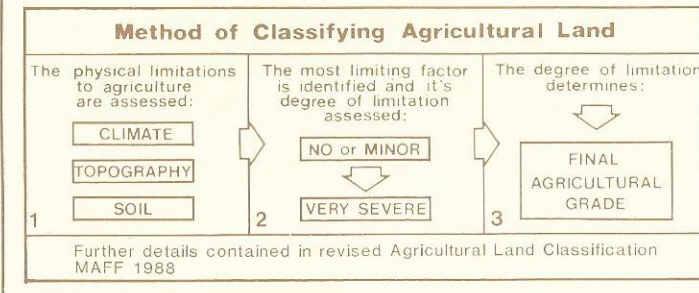 Method of Classifying Agricultural Land
The physical limitations
to agriculture
are assessed:
CLIMATE
TOPOGRAPHY
SOIL
1
The most limiting factor
is identified and it's
degree of limitation
assessed:
NO or MINOR
VERY SEVERE
2
The degree of limitation
determines:
FINAL
AGRICULTURAL
GRADE
3
Further details contained in revised Agricultural Land Classification
MAFF 1988